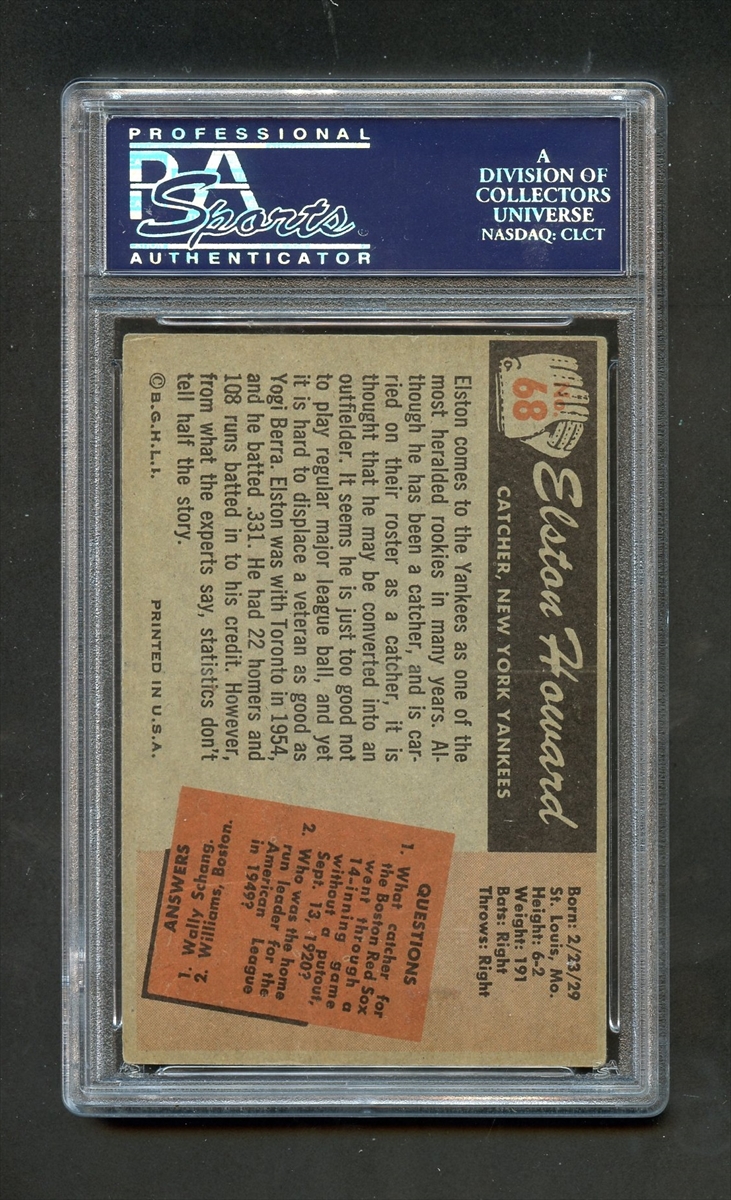 PROFESSIONAL
PSA
Sports
AUTHENTICATOR
A
DIVISION OF
COLLECTORS
UNIVERSE
NASDAQ: CLCT
No.
68
Elston Howard
CATCHER, NEW YORK YANKEES
Born: 2/23/29
St. Louis, Mo.
Height: 6-2
Weight: 191
Bats: Right
Throws: Right
Elston comes to the Yankees as one of the
most heralded rookies in many years. Al-
though he has been a catcher, and is car-
ried on their roster as a catcher, it is
thought that he may be converted into an
outfielder. It seems he is just too good not
to play regular major league ball, and yet
it is hard to displace a veteran as good as
Yogi Berra. Elston was with Toronto in 1954,
and he batted .331. He had 22 homers and
108 runs batted in to his credit. However,
from what the experts say, statistics don't
tell half the story.
©B.G.H.L.I.
PRINTED IN U.S.A.
QUESTIONS
1. What catcher for
the Boston Red Sox
went through a
14-inning game
without a putout,
Sept. 13, 1920?
2. Who was the home
run leader for the
American League
in 1949?
ANSWERS
1. Wally Schang.
2. Williams, Boston.